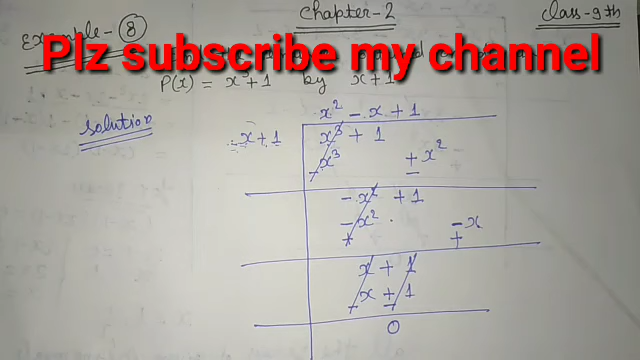 Chapter-2
Class-9th
Example-8
Plz subscribe my channel
P(x) = x³+1 by x+1
Solution
x² - x + 1
x+1 x³ + 1
x³ + x²
- -
- x² + 1
- x² - x
+ +
x + 1
x + 1
- -
0